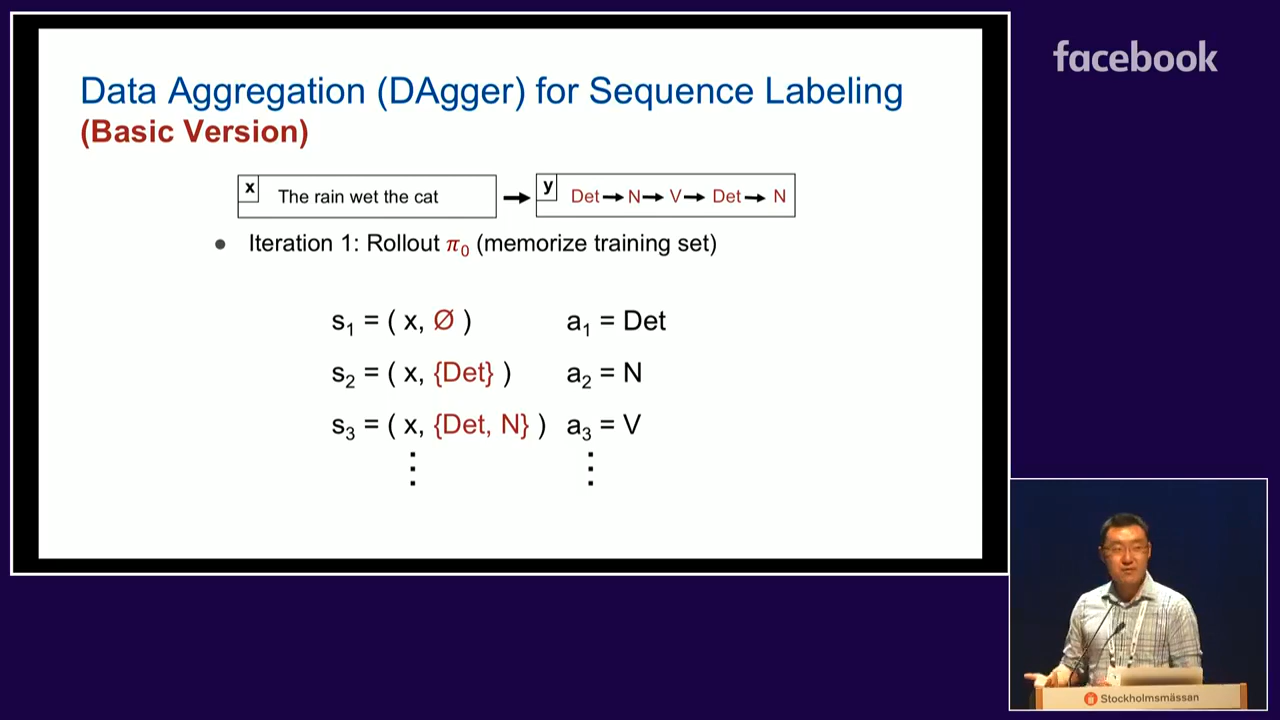 facebook
Data Aggregation (DAgger) for Sequence Labeling
(Basic Version)
x The rain wet the cat → y Det → N → V → Det → N
● Iteration 1: Rollout π₀ (memorize training set)
s₁ = ( x, Ø ) a₁ = Det
s₂ = ( x, {Det} ) a₂ = N
s₃ = ( x, {Det, N} ) a₃ = V
⋮ ⋮
Stockholmsmässan